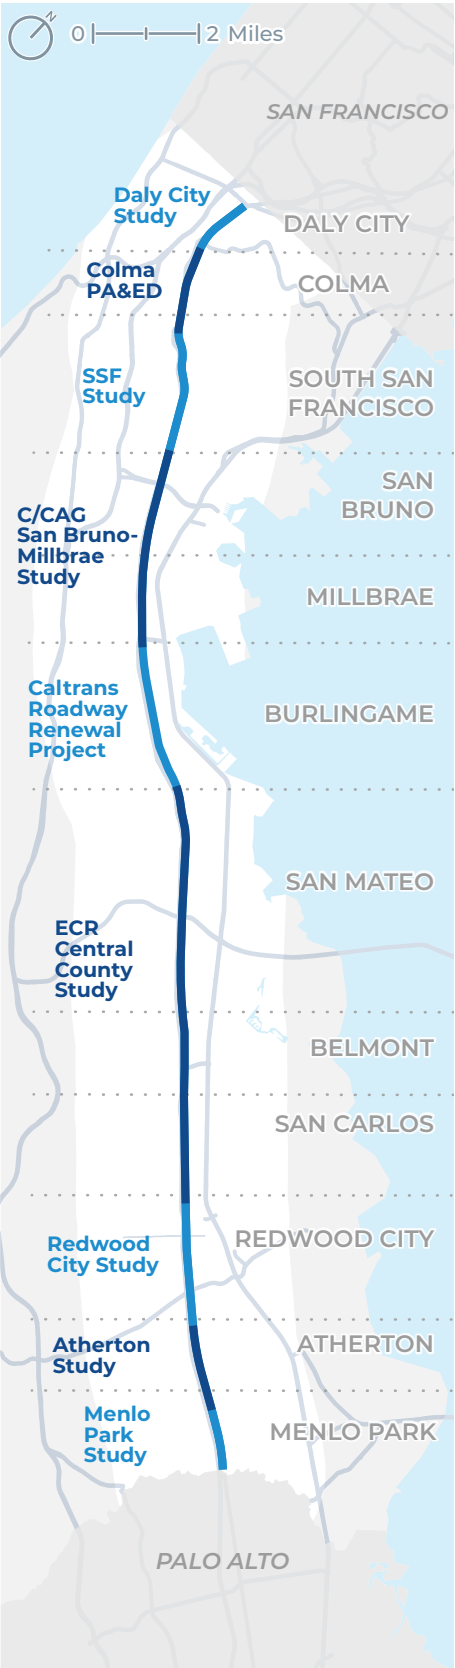 N
0 2 Miles
SAN FRANCISCO
Daly City
Study
DALY CITY
Colma
PA&ED
COLMA
SSF
Study
SOUTH SAN
FRANCISCO
SAN
BRUNO
C/CAG
San Bruno-
Millbrae
Study
MILLBRAE
Caltrans
Roadway
Renewal
Project
BURLINGAME
SAN MATEO
ECR
Central
County
Study
BELMONT
SAN CARLOS
Redwood
City Study
REDWOOD CITY
Atherton
Study
ATHERTON
Menlo
Park
Study
MENLO PARK
PALO ALTO